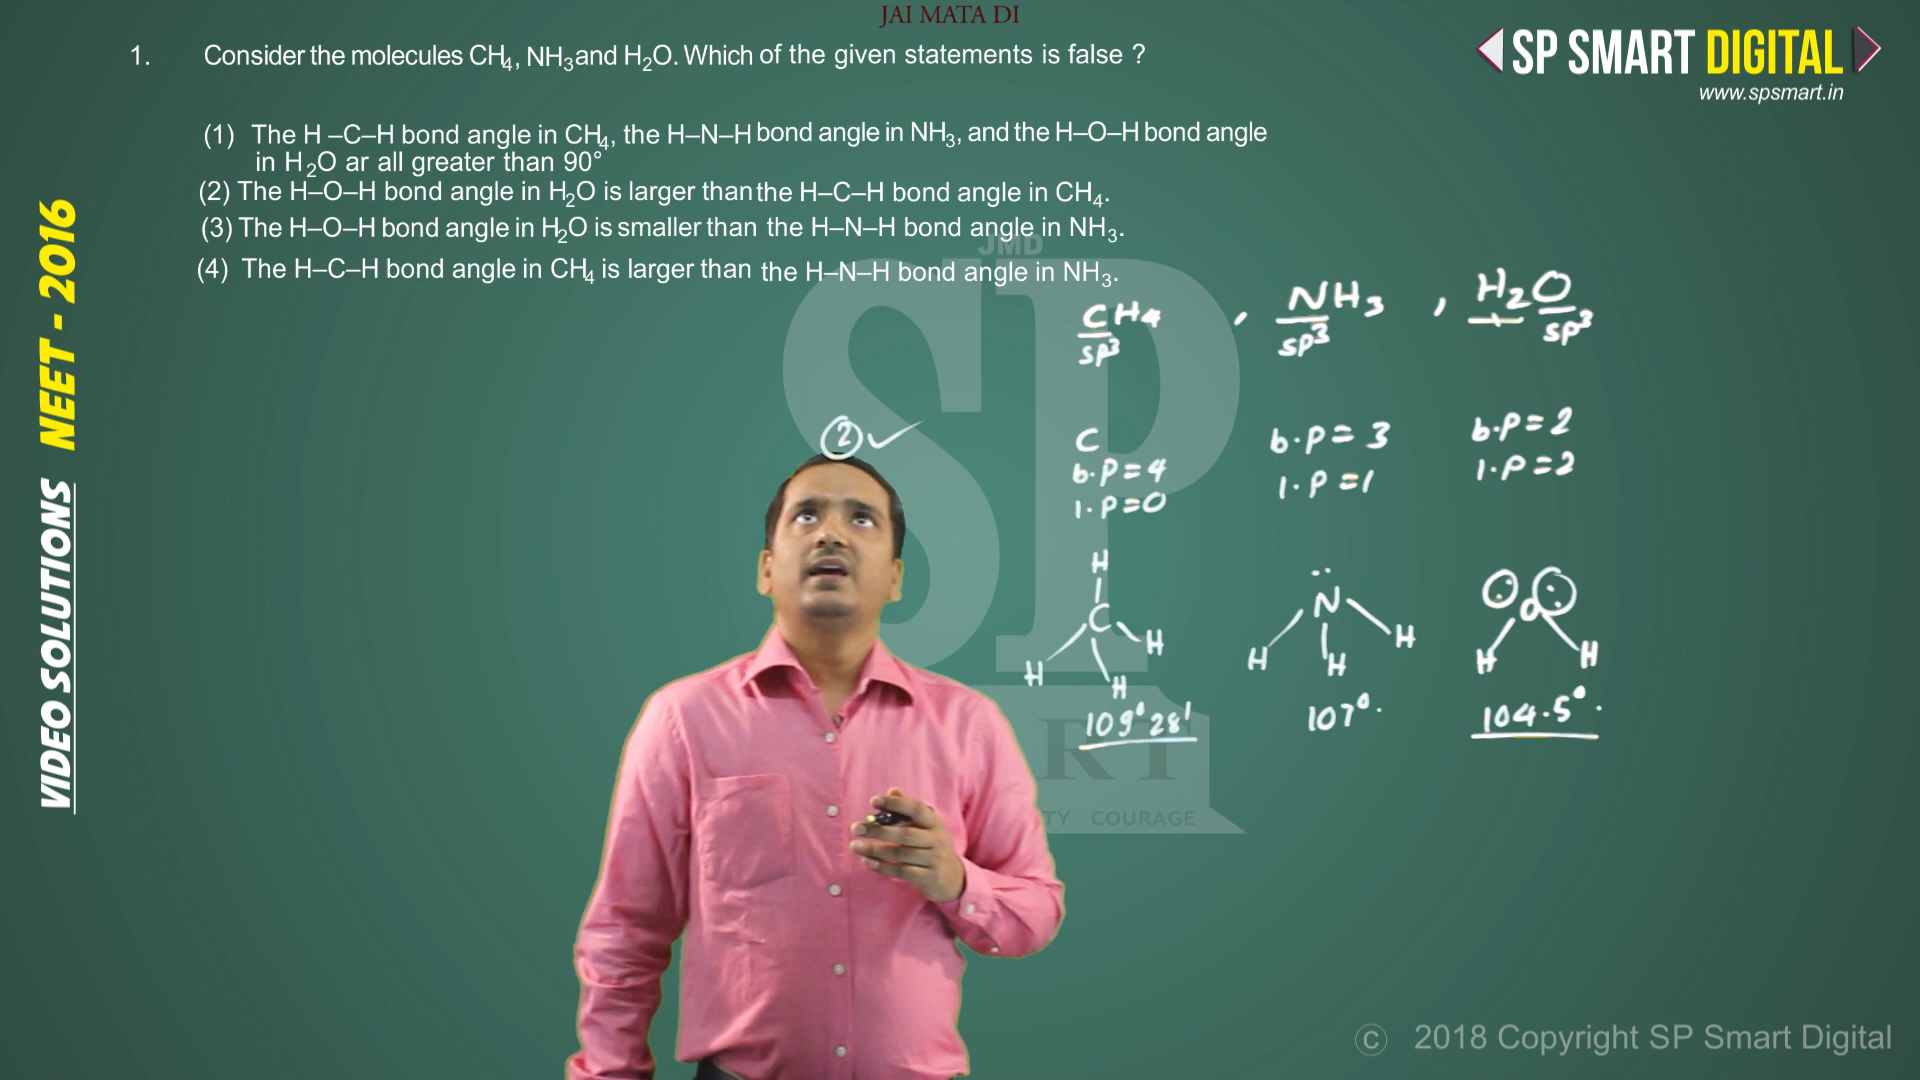 JAI MATA DI
SP SMART DIGITAL
www.spsmart.in
1. Consider the molecules CH₄, NH₃ and H₂O. Which of the given statements is false ?
(1) The H –C–H bond angle in CH₄, the H–N–H bond angle in NH₃, and the H–O–H bond angle
in H₂O ar all greater than 90°
(2) The H–O–H bond angle in H₂O is larger than the H–C–H bond angle in CH₄.
(3) The H–O–H bond angle in H₂O is smaller than the H–N–H bond angle in NH₃.
(4) The H–C–H bond angle in CH₄ is larger than the H–N–H bond angle in NH₃.
VIDEO SOLUTIONS NEET - 2016
JMD
SP
CH₄ , NH₃ , H₂O
sp³ sp³ sp³
② ✓
C
b.p=4 b.p=3 b.p=2
l.p=0 l.p=1 l.p=2
H
C N O
H H H H H H
H H
109°28' 107°. 104.5°.
RT
TY COURAGE
© 2018 Copyright SP Smart Digital